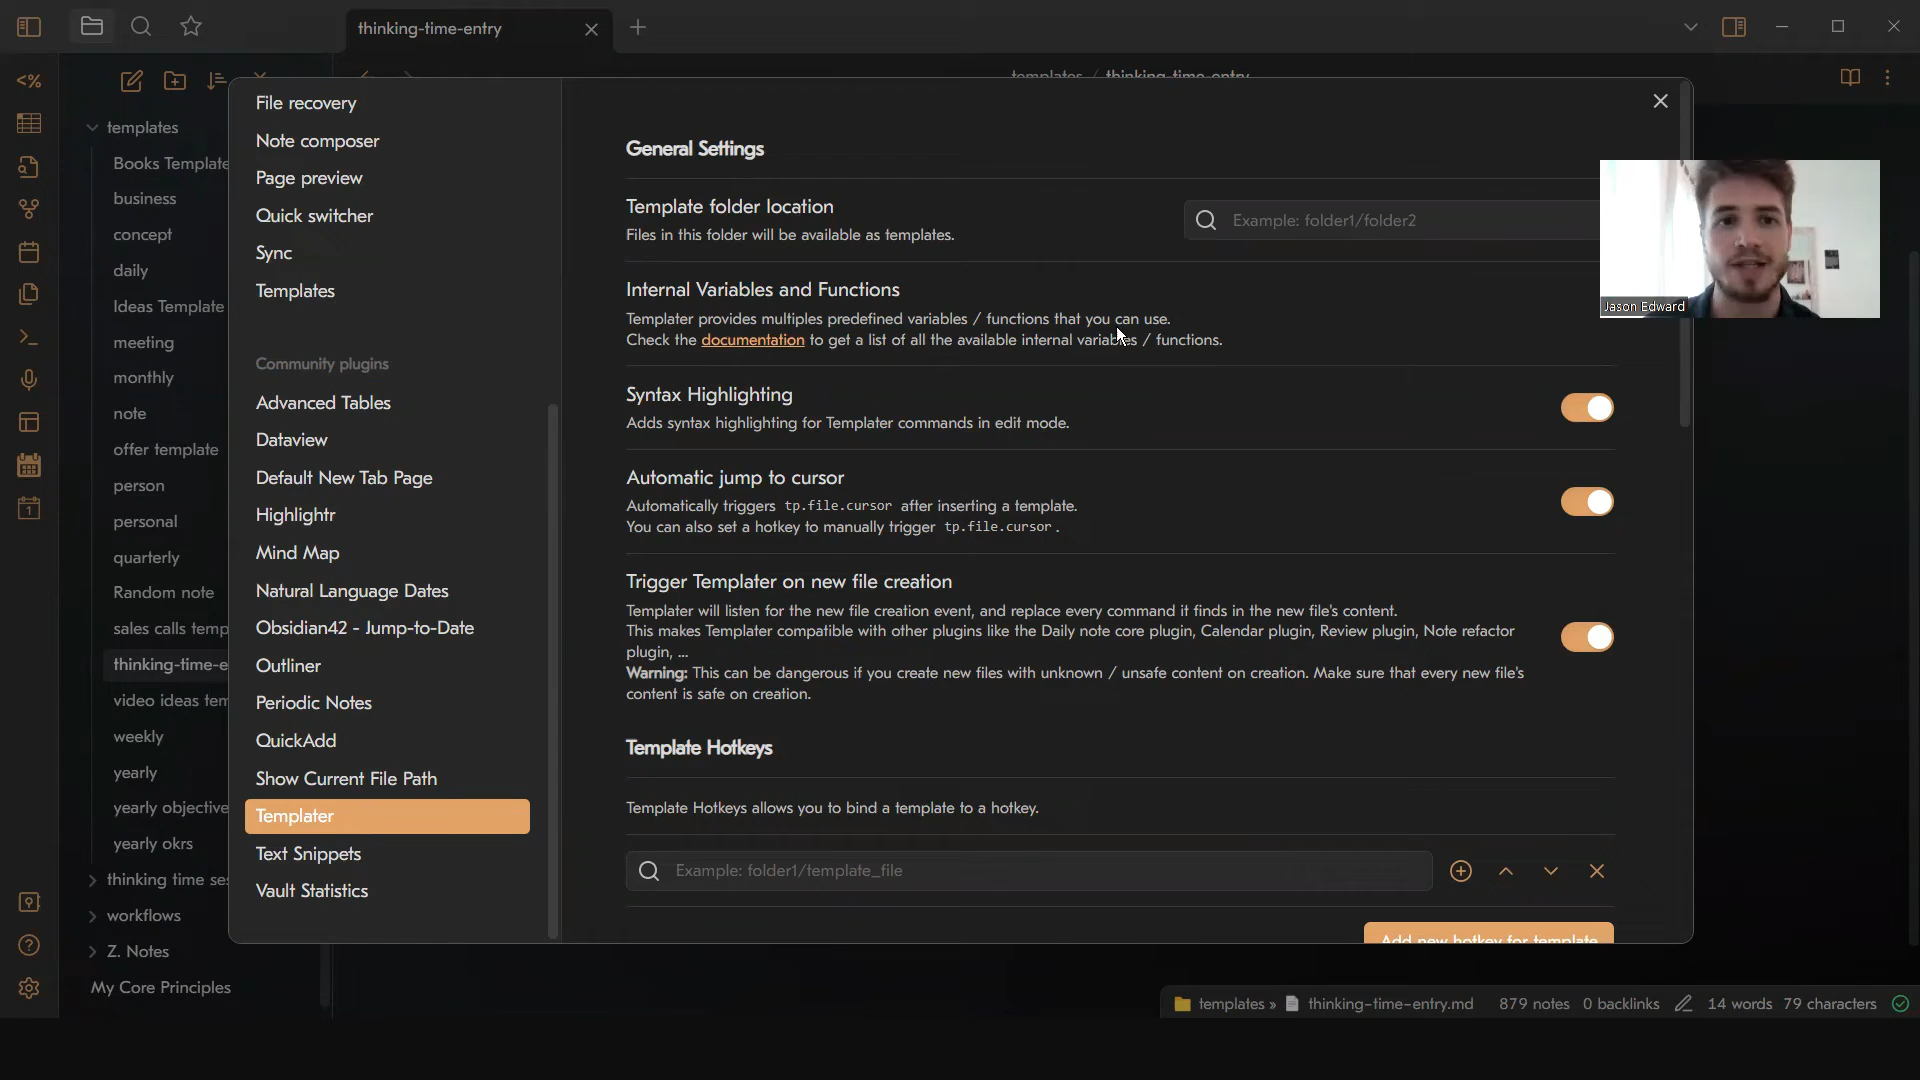 thinking-time-entry
templates / thinking-time-entry
templates
Books Template
business
concept
daily
Ideas Template
meeting
monthly
note
offer template
person
personal
quarterly
Random note
sales calls temp
thinking-time-e
video ideas tem
weekly
yearly
yearly objective
yearly okrs
thinking time ses
workflows
Z. Notes
My Core Principles
File recovery
Note composer
Page preview
Quick switcher
Sync
Templates
Community plugins
Advanced Tables
Dataview
Default New Tab Page
Highlightr
Mind Map
Natural Language Dates
Obsidian42 - Jump-to-Date
Outliner
Periodic Notes
QuickAdd
Show Current File Path
Templater
Text Snippets
Vault Statistics
General Settings
Template folder location
Files in this folder will be available as templates.
Example: folder1/folder2
Internal Variables and Functions
Templater provides multiples predefined variables / functions that you can use.
Check the documentation to get a list of all the available internal variables / functions.
Syntax Highlighting
Adds syntax highlighting for Templater commands in edit mode.
Automatic jump to cursor
Automatically triggers tp.file.cursor after inserting a template.
You can also set a hotkey to manually trigger tp.file.cursor.
Trigger Templater on new file creation
Templater will listen for the new file creation event, and replace every command it finds in the new file's content.
This makes Templater compatible with other plugins like the Daily note core plugin, Calendar plugin, Review plugin, Note refactor
plugin, ...
Warning: This can be dangerous if you create new files with unknown / unsafe content on creation. Make sure that every new file's
content is safe on creation.
Template Hotkeys
Template Hotkeys allows you to bind a template to a hotkey.
Example: folder1/template_file
Add new hotkey for template
Jason Edward
templates » thinking-time-entry.md 879 notes 0 backlinks 14 words 79 characters